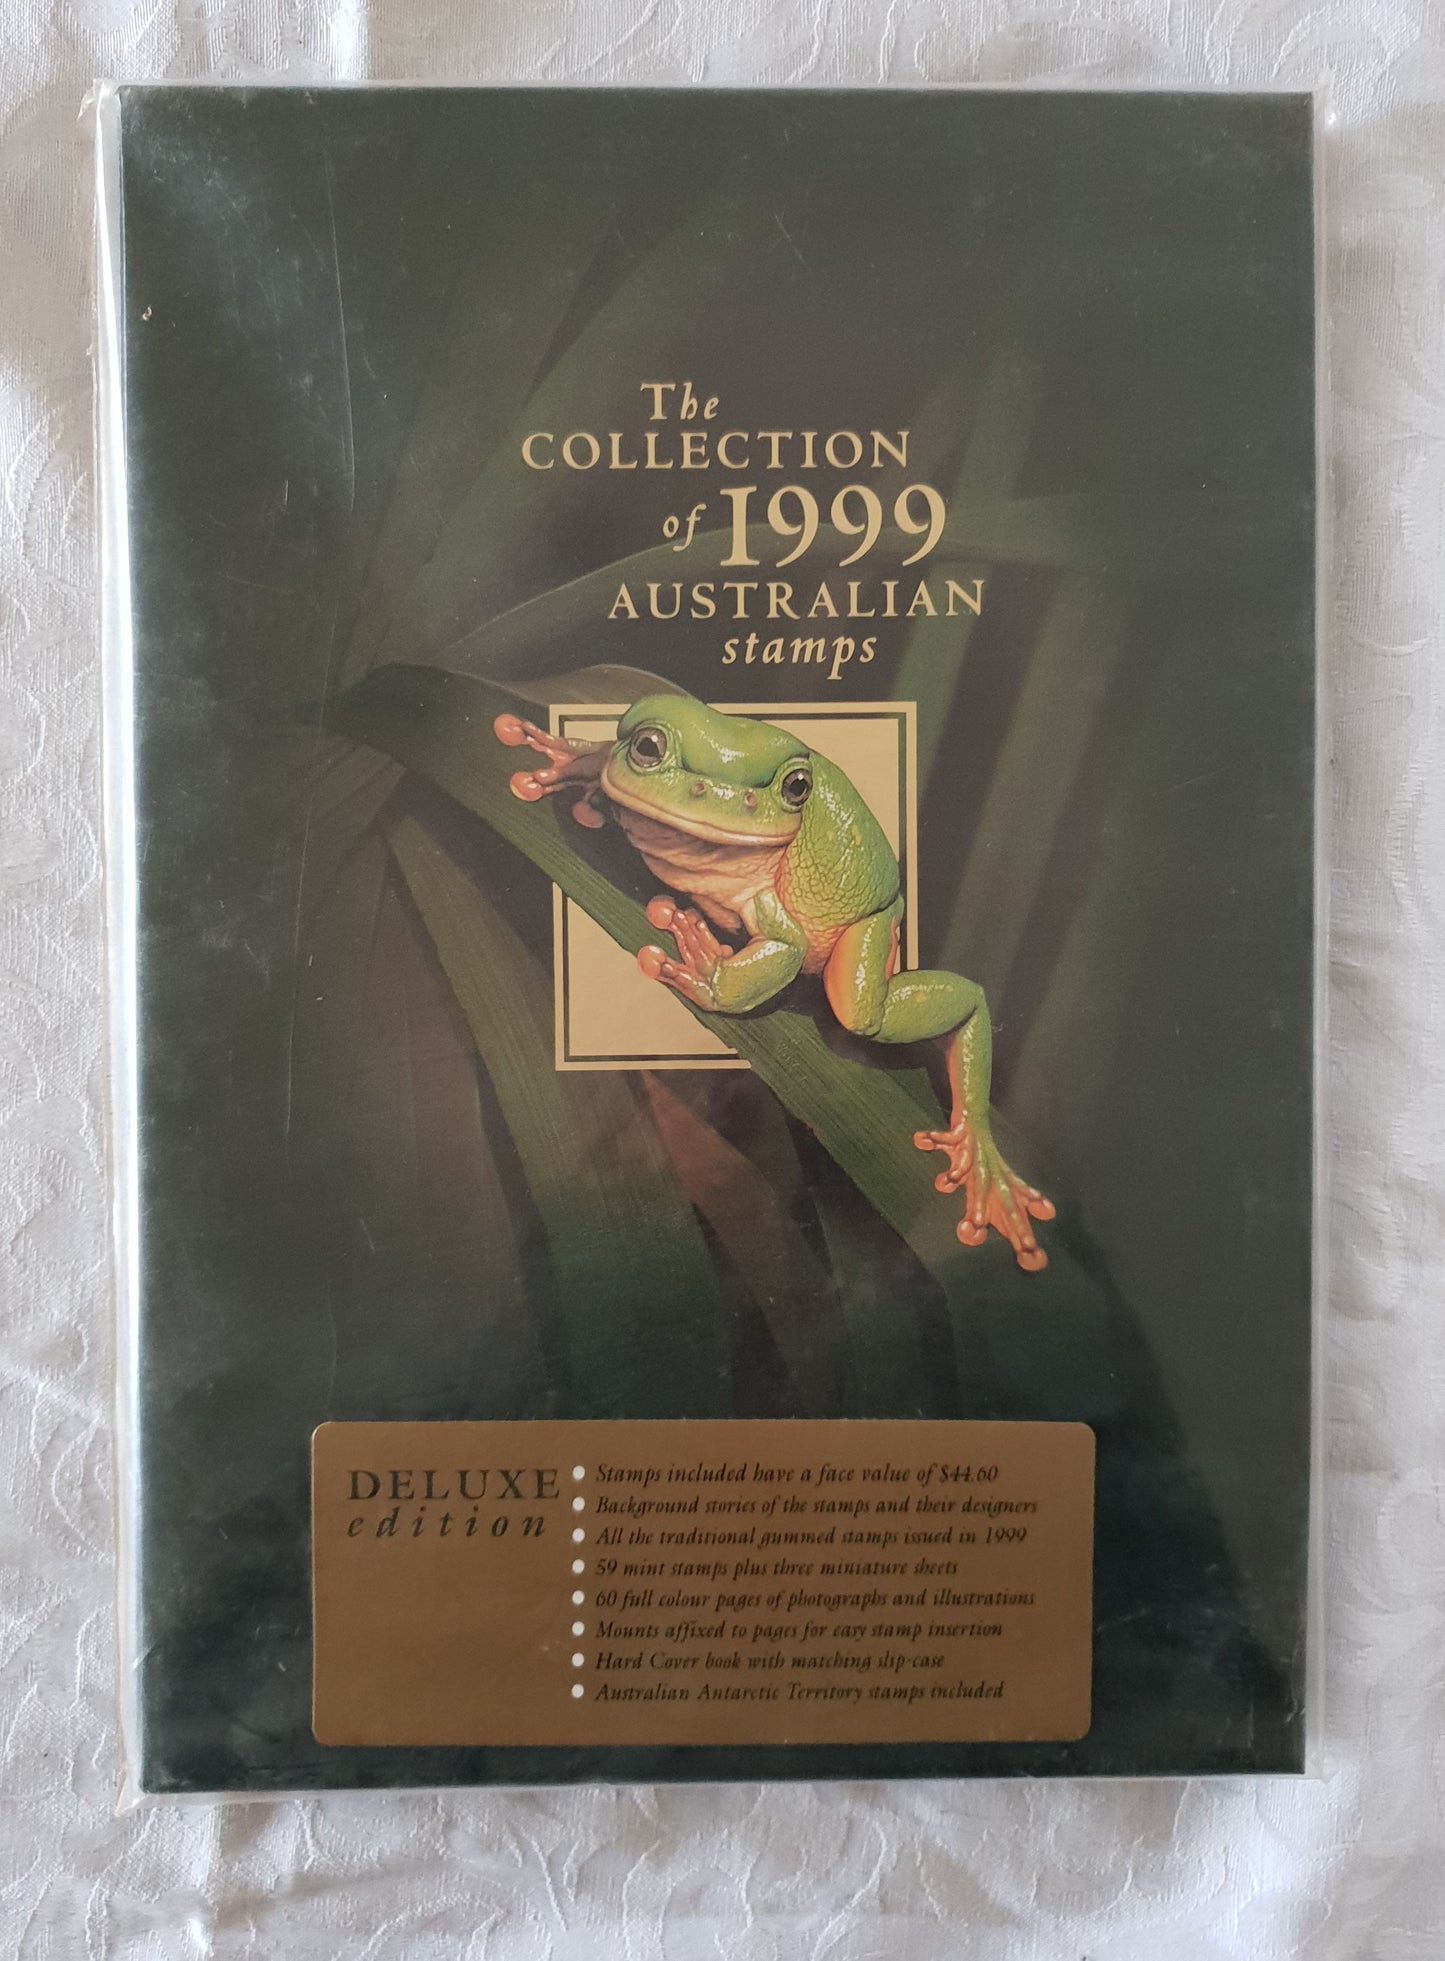 The
COLLECTION
of 1999
AUSTRALIAN
stamps
DELUXE
edition
Stamps included have a face value of $44.60
Background stories of the stamps and their designers
All the traditional gummed stamps issued in 1999
59 mint stamps plus three miniature sheets
60 full colour pages of photographs and illustrations
Mounts affixed to pages for easy stamp insertion
Hard Cover book with matching slip-case
Australian Antarctic Territory stamps included